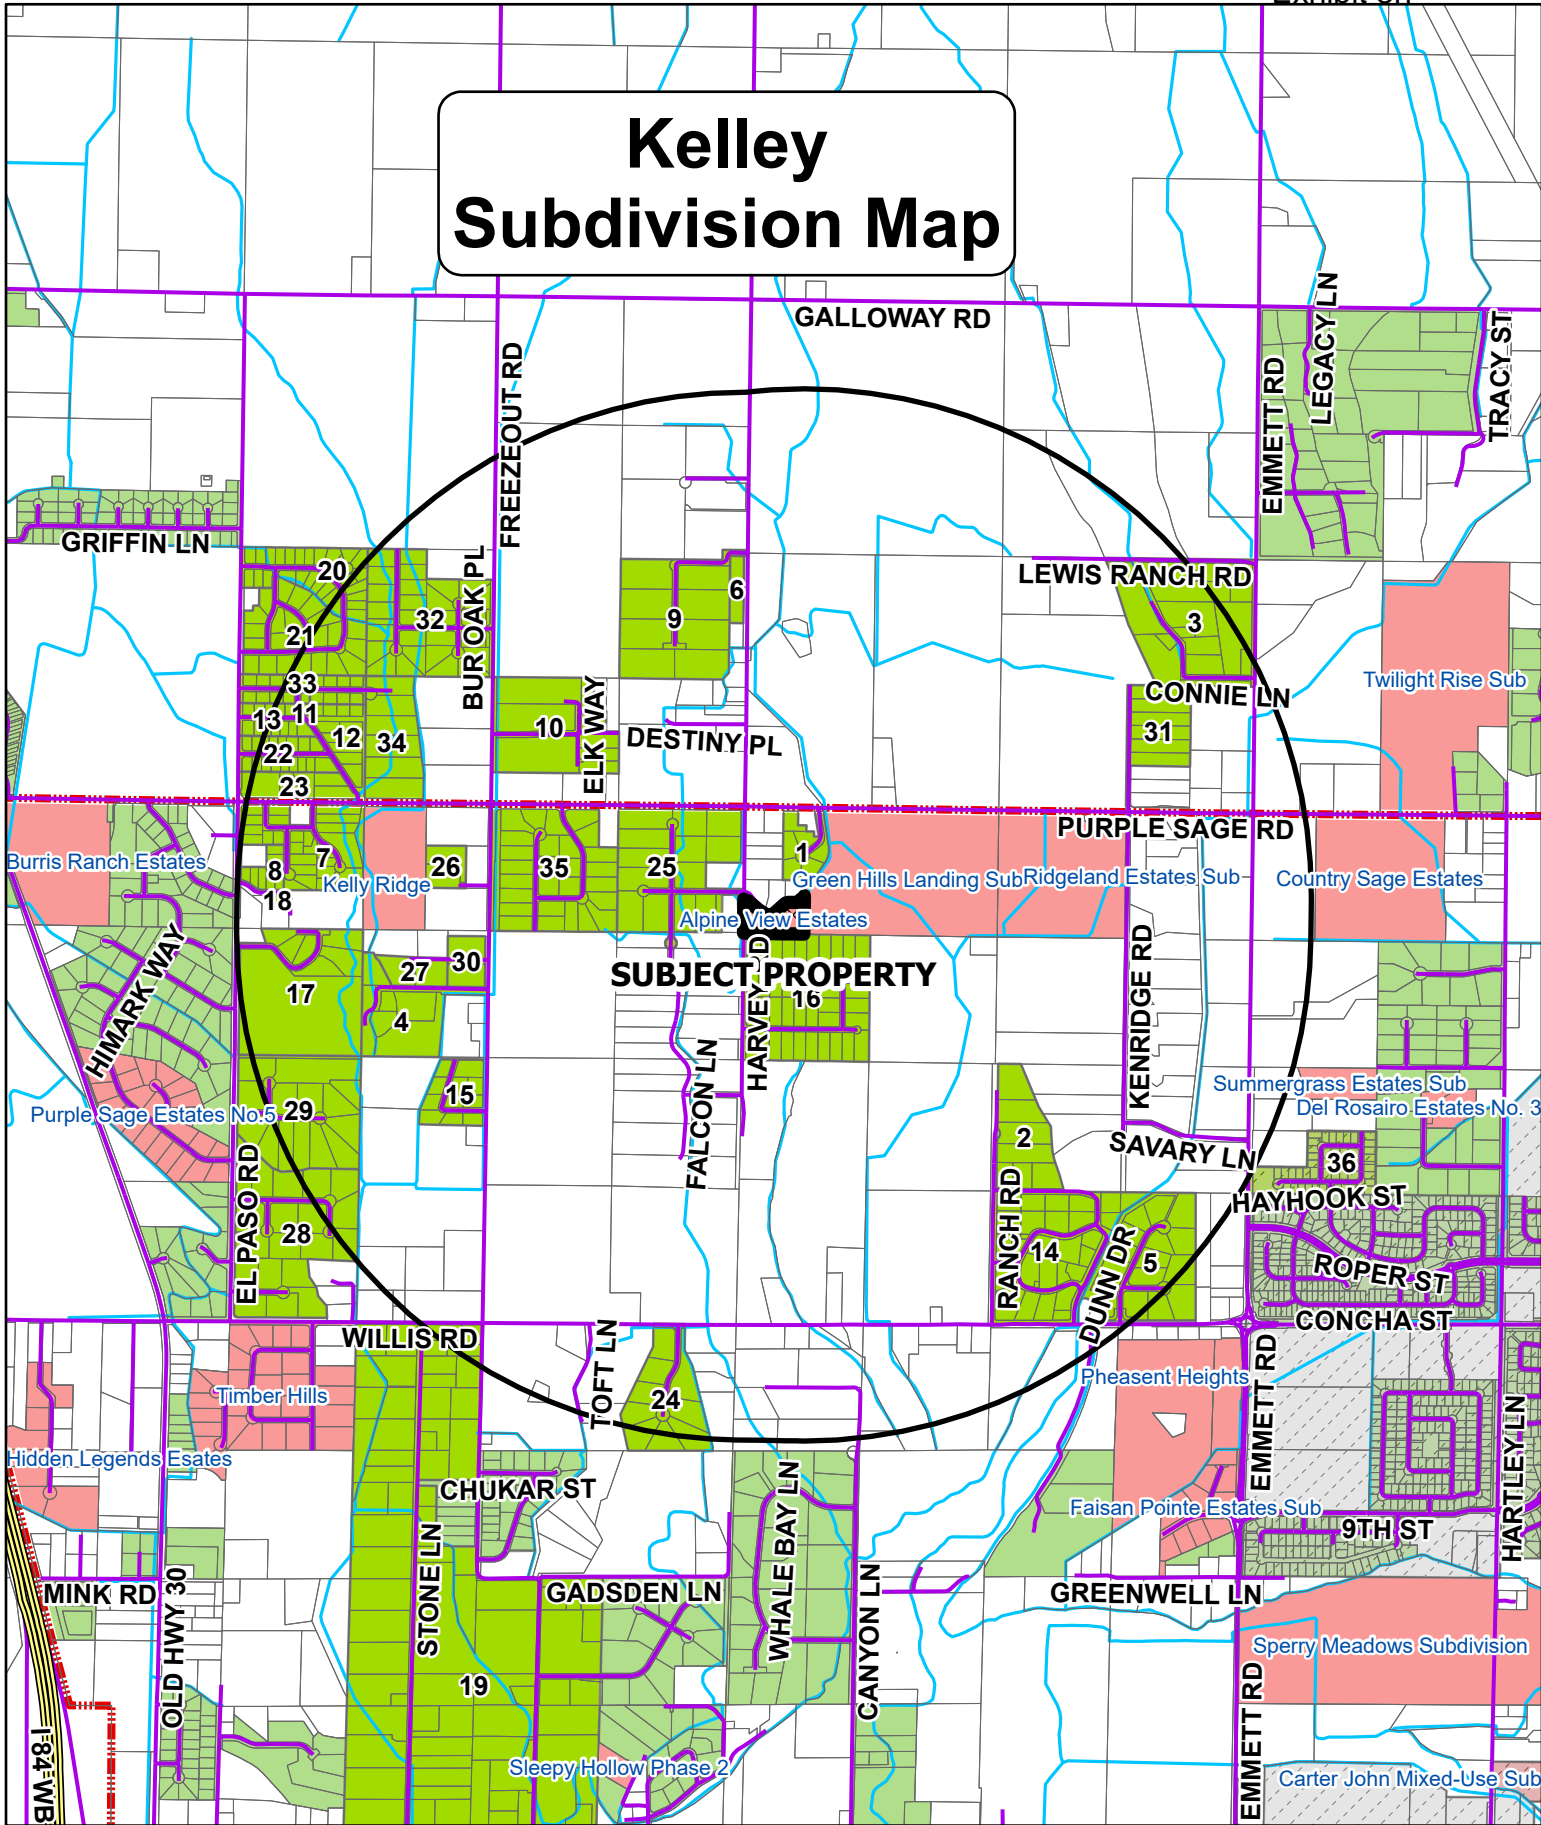 Kelley
Subdivision Map
GALLOWAY RD
LEGACY LN
TRACY ST
EMMETT RD
FREEZEOUT RD
GRIFFIN LN
20
32
BUR OAK PL
21
9
6
LEWIS RANCH RD
3
33
13
11
12
34
22
23
10
ELK WAY
DESTINY PL
CONNIE LN
31
Twilight Rise Sub
PURPLE SAGE RD
Burris Ranch Estates
8
7
Kelly Ridge
26
18
35
25
1
Green Hills Landing Sub
Ridgeland Estates Sub
Country Sage Estates
Alpine View Estates
HIMARK WAY
17
27
30
4
SUBJECT PROPERTY
16
HARVEY RD
KENRIDGE RD
FALCON LN
15
Purple Sage Estates No.5
29
Summergrass Estates Sub
Del Rosairo Estates No. 3
2
SAVARY LN
36
HAYHOOK ST
EL PASO RD
28
RANCH RD
14
DUNN DR
5
ROPER ST
CONCHA ST
WILLIS RD
TOFT LN
24
Timber Hills
Pheasent Heights
EMMETT RD
HARTLEY LN
Hidden Legends Esates
CHUKAR ST
STONE LN
WHALE BAY LN
Faisan Pointe Estates Sub
9TH ST
MINK RD
OLD HWY 30
GADSDEN LN
CANYON LN
GREENWELL LN
Sperry Meadows Subdivision
19
EMMETT RD
I-84 WB
Sleepy Hollow Phase 2
Carter John Mixed-Use Sub